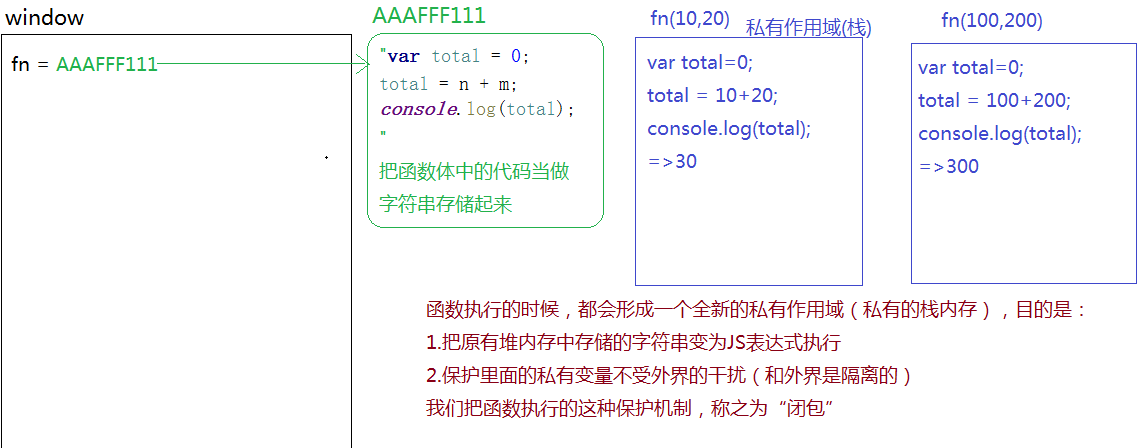 window
fn = AAAFFF111
AAAFFF111
"var total = 0;
total = n + m;
console.log(total);
"
把函数体中的代码当做
字符串存储起来
fn(10,20)
私有作用域(栈)
var total=0;
total = 10+20;
console.log(total);
=>30
fn(100,200)
var total=0;
total = 100+200;
console.log(total);
=>300
函数执行的时候，都会形成一个全新的私有作用域（私有的栈内存），目的是：
1.把原有堆内存中存储的字符串变为JS表达式执行
2.保护里面的私有变量不受外界的干扰（和外界是隔离的）
我们把函数执行的这种保护机制，称之为“闭包”